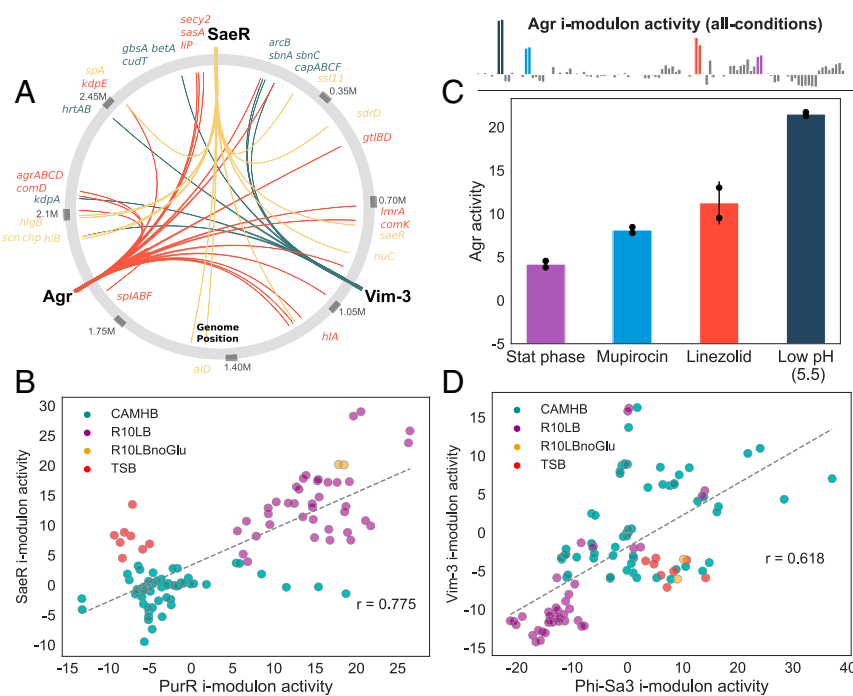 A
secy2
sasA
liP
SaeR
gbsA betA
cudT
arcB
sbnA sbnC
capABCF
ssl11
spA
kdpE
2.45M
hrtAB
0.35M
sdrD
gtlBD
agrABCD
comD
kdpA
2.1M
hlgB
scn chp hlB
0.70M
lmrA
comK
saeR
nuC
Agr
Vim-3
splABF
1.05M
1.75M
Genome
Position
hlA
alD
1.40M
Agr i-modulon activity (all-conditions)
C
Agr activity
20
15
10
5
0
-5
Stat phase
Mupirocin
Linezolid
Low pH
(5.5)
B
SaeR i-modulon activity
30
25
20
15
10
5
0
-5
-10
CAMHB
R10LB
R10LBnoGlu
TSB
r = 0.775
-15 -10 -5 0 5 10 15 20 25
PurR i-modulon activity
D
Vim-3 i-modulon activity
15
10
5
0
-5
-10
-15
CAMHB
R10LB
R10LBnoGlu
TSB
r = 0.618
-20 -10 0 10 20 30 40
Phi-Sa3 i-modulon activity